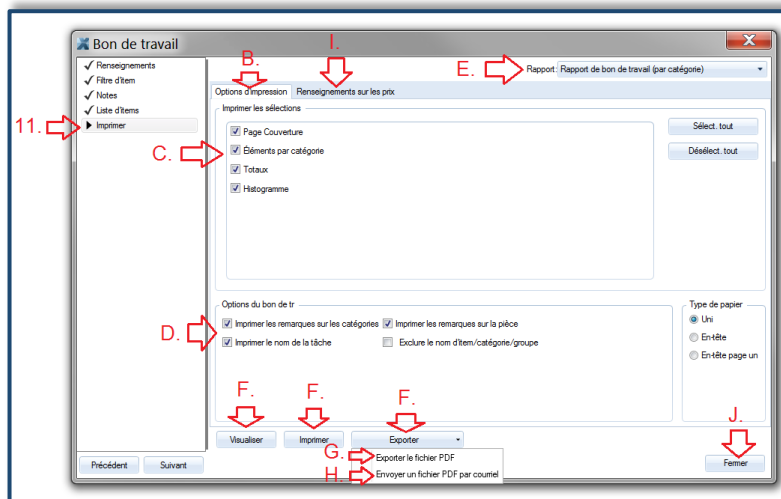 Bon de travail
I.
B.
Renseignements
Filtre d'item
Notes
Liste d'items
11.
Imprimer
E.
Rapport: Rapport de bon de travail (par catégorie)
Options d'impression
Renseignements sur les prix
Imprimer les sélections
C.
Page Couverture
Éléments par catégorie
Totaux
Histogramme
Sélect. tout
Désélect. tout
Options du bon de tr
D.
Imprimer les remarques sur les catégories
Imprimer les remarques sur la pièce
Imprimer le nom de la tâche
Exclure le nom d'item/catégorie/groupe
Type de papier
Uni
En-tête
En-tête page un
F.
F.
F.
Visualiser
Imprimer
Exporter
G.
Exporter le fichier PDF
H.
Envoyer un fichier PDF par courriel
J.
Précédent
Suivant
Fermer